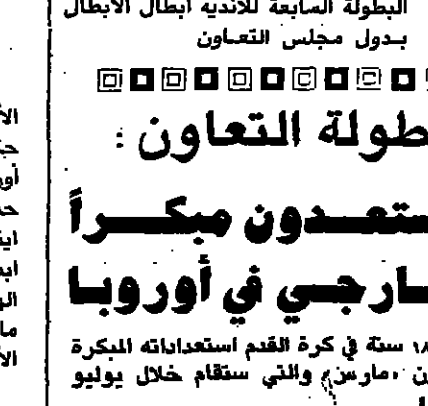 البطولة السابعة للأندية أبطال الأبطال
بدول مجلس التعاون
طولة التعاون :
ستعدون مبكراً
ـارجي في أوروبا
١٨ سنة في كرة القدم استعداداته المبكرة
ن «مارس» والتي ستقام خلال يوليو